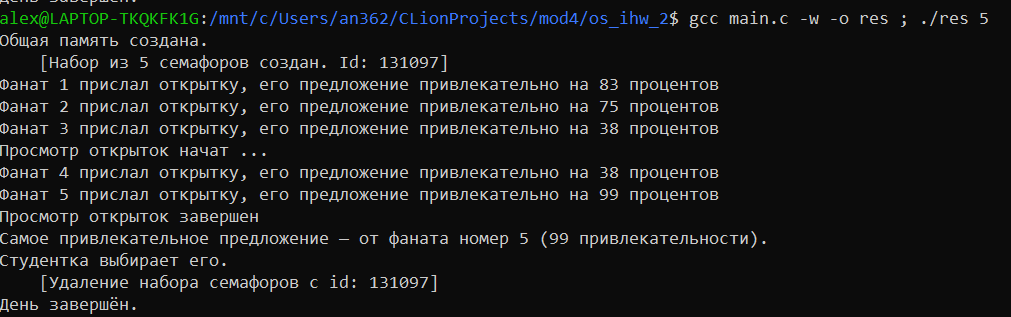 День завершён.
alex@LAPTOP-TKQKFK1G:/mnt/c/Users/an362/CLionProjects/mod4/os_ihw_2$ gcc main.c -w -o res ; ./res 5
Общая память создана.
    [Набор из 5 семафоров создан. Id: 131097]
Фанат 1 прислал открытку, его предложение привлекательно на 83 процентов
Фанат 2 прислал открытку, его предложение привлекательно на 75 процентов
Фанат 3 прислал открытку, его предложение привлекательно на 38 процентов
Просмотр открыток начат ...
Фанат 4 прислал открытку, его предложение привлекательно на 38 процентов
Фанат 5 прислал открытку, его предложение привлекательно на 99 процентов
Просмотр открыток завершен
Самое привлекательное предложение — от фаната номер 5 (99 привлекательности).
Студентка выбирает его.
    [Удаление набора семафоров с id: 131097]
День завершён.